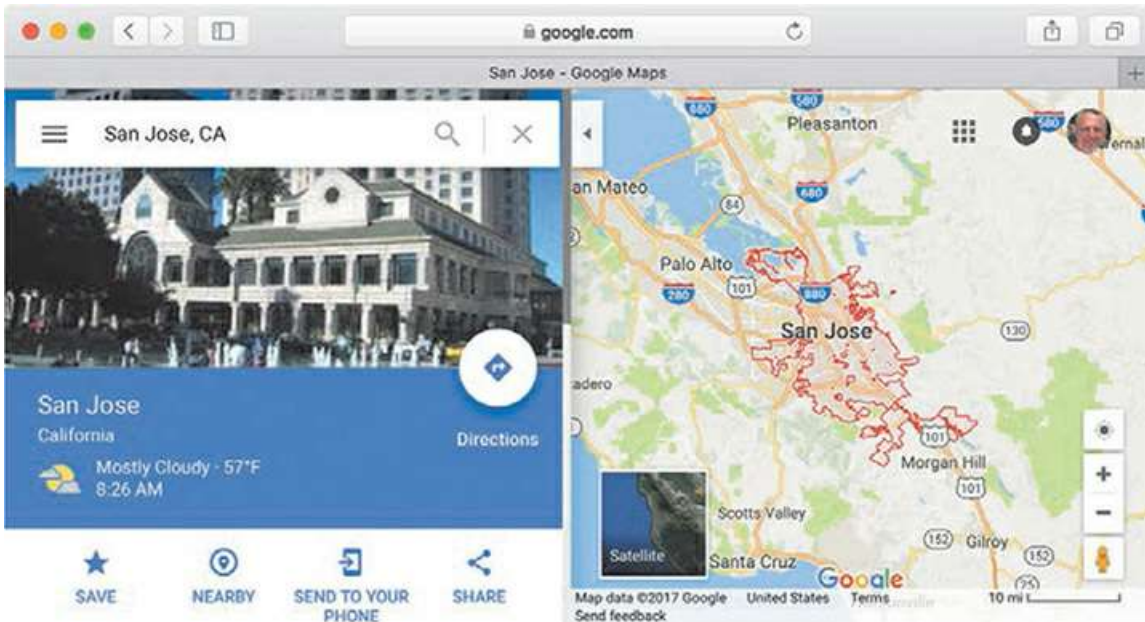 google.com
San Jose - Google Maps
San Jose, CA
San Jose
California
Directions
Mostly Cloudy · 57°F
8:26 AM
SAVE
NEARBY
SEND TO YOUR
PHONE
SHARE
680
580
Pleasanton
580
an Mateo
84
680
Palo Alto
101
280
880
San Jose
130
adero
101
Morgan Hill
101
Scotts Valley
152
Gilroy
152
Satellite
Santa Cruz
Google
25
Map data ©2017 Google United States Terms 10 mi
Send feedback